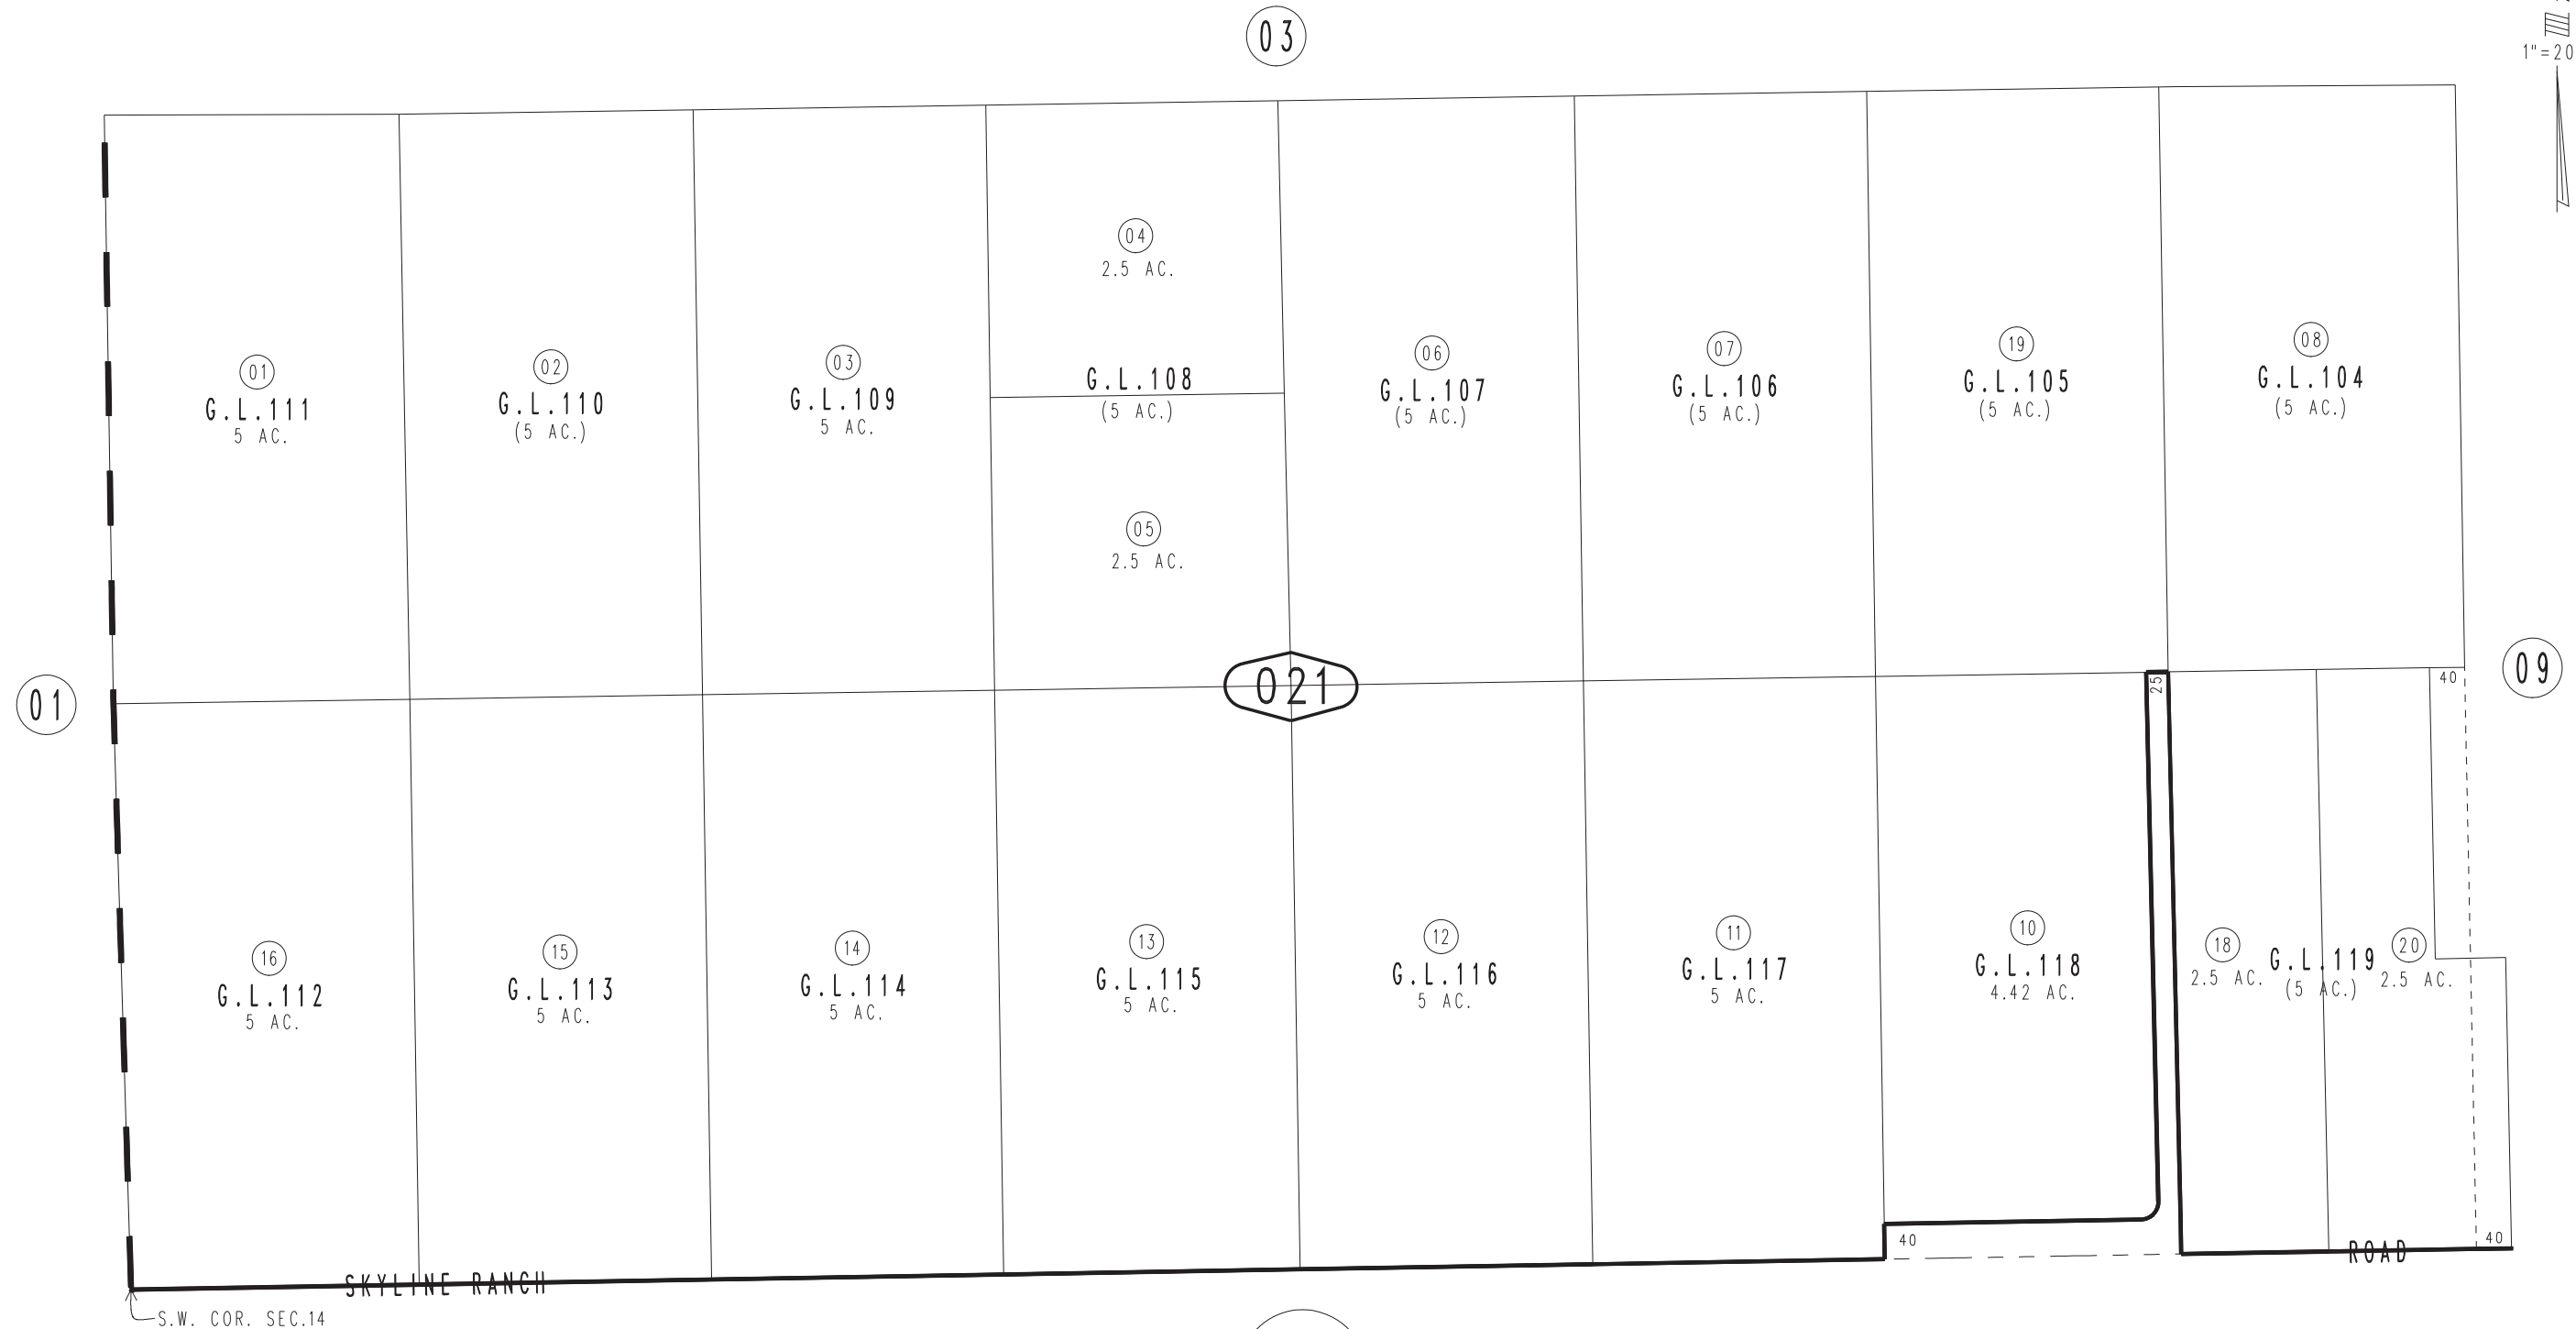 03
1"=20
04
2.5 AC.
G.L.108
(5 AC.)
05
2.5 AC.
01
G.L.111
5 AC.
02
G.L.110
(5 AC.)
03
G.L.109
5 AC.
06
G.L.107
(5 AC.)
07
G.L.106
(5 AC.)
19
G.L.105
(5 AC.)
08
G.L.104
(5 AC.)
01
021
25
40
09
16
G.L.112
5 AC.
15
G.L.113
5 AC.
14
G.L.114
5 AC.
13
G.L.115
5 AC.
12
G.L.116
5 AC.
11
G.L.117
5 AC.
10
G.L.118
4.42 AC.
18
2.5 AC.
G.L.119
(5 AC.)
20
2.5 AC.
40
40
SKYLINE RANCH ROAD
S.W. COR. SEC.14